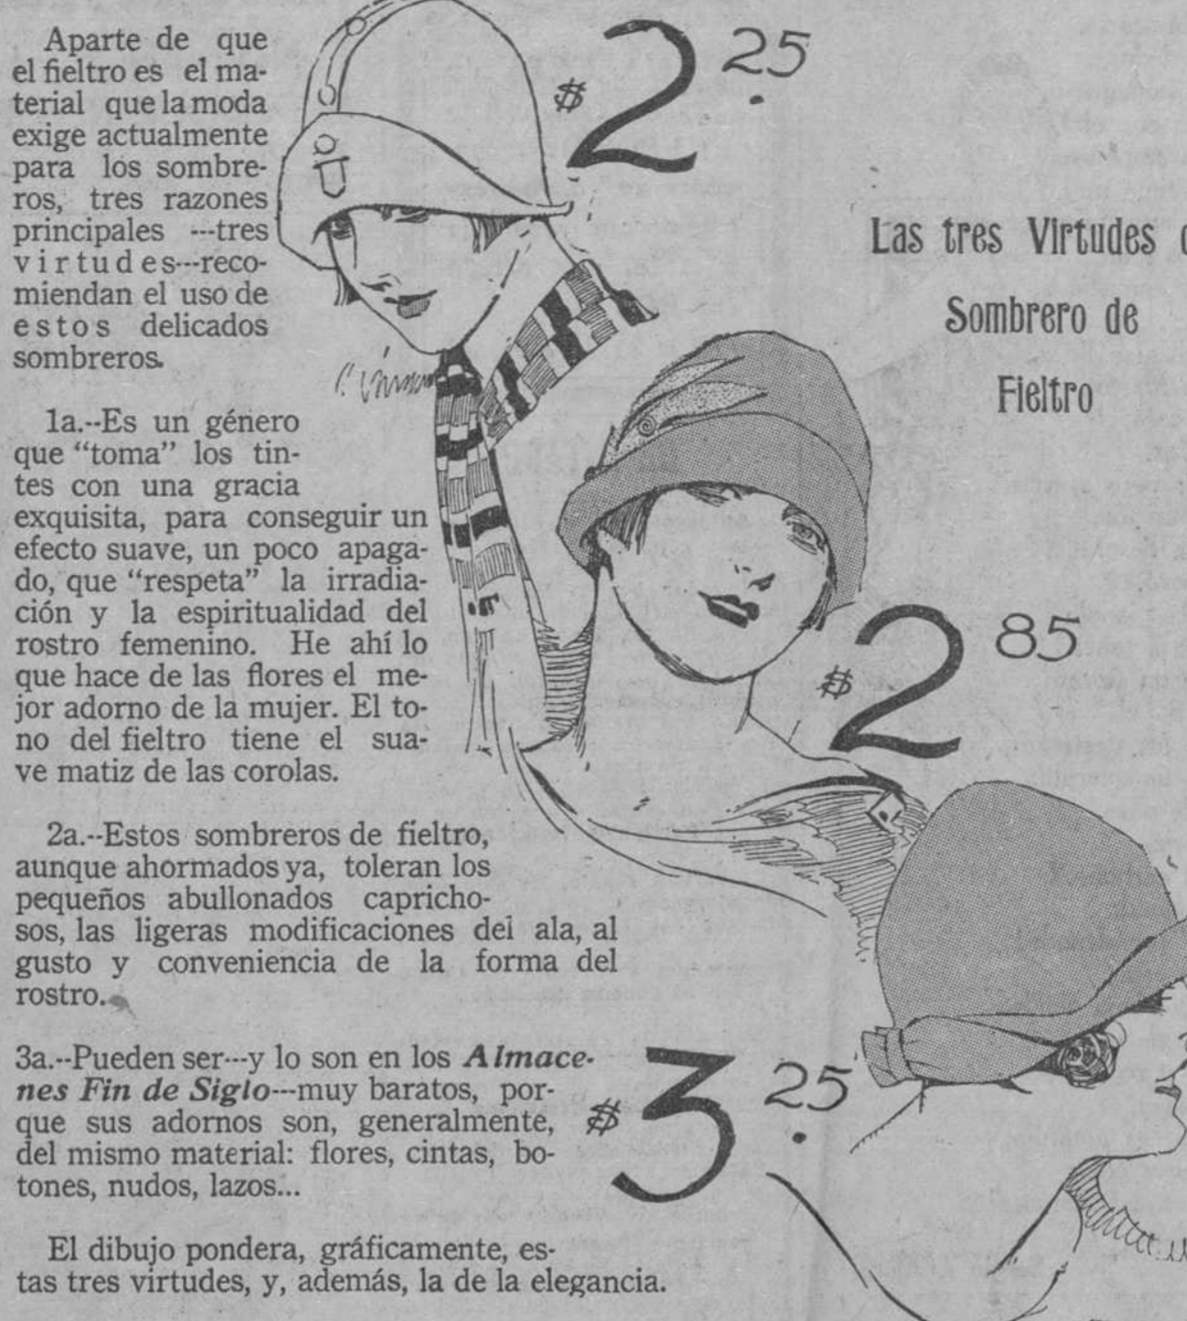 Aparte de que
el fieltro es el ma-
terial que la moda
exige actualmente
para los sombre-
ros, tres razones
principales ---tres
virtudes---reco-
miendan el uso de
estos delicados
sombreros.
1a.--Es un género
que “toma” los tin-
tes con una gracia
exquisita, para conseguir un
efecto suave, un poco apaga-
do, que “respeta” la irradia-
ción y la espiritualidad del
rostro femenino. He ahí lo
que hace de las flores el me-
jor adorno de la mujer. El to-
no del fieltro tiene el sua-
ve matiz de las corolas.
2a.--Estos sombreros de fieltro,
aunque ahormados ya, toleran los
pequeños abullonados capricho-
sos, las ligeras modificaciones del ala, al
gusto y conveniencia de la forma del
rostro.
3a.--Pueden ser---y lo son en los Almace-
nes Fin de Siglo---muy baratos, por-
que sus adornos son, generalmente,
del mismo material: flores, cintas, bo-
tones, nudos, lazos...
El dibujo pondera, gráficamente, es-
tas tres virtudes, y, además, la de la elegancia.
$2.25
Las tres Virtudes
Sombrero de
Fieltro
$2 85
$3.25